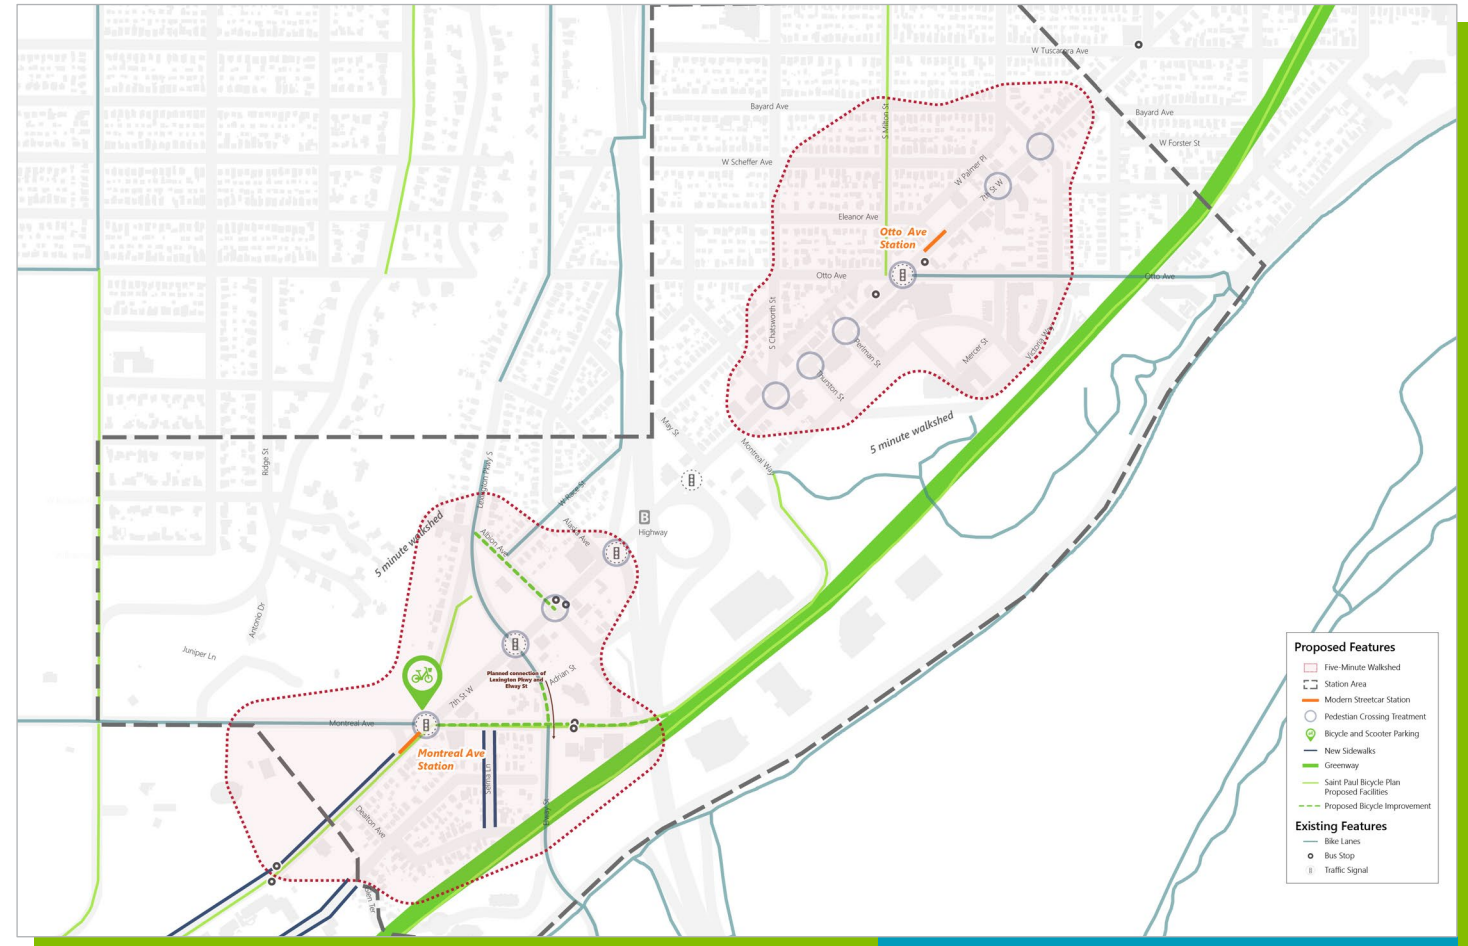 W Tuscarora Ave
Bayard Ave
Bayard Ave
S Milton St
W Forster St
W Scheffer Ave
W Palmer Pl
7th St W
Eleanor Ave
Otto Ave
Station
Otto Ave
Otto Ave
S Chatsworth St
Perlman St
Mercer St
Victoria Way
Thurston St
5 minute walkshed
May St
Montreal Way
Ridge St
Lexington Pkwy S
W Race St
5 minute walkshed
Albion Ave
Alaska Ave
B
Highway
Antonio Dr
Juniper Ln
Planned connection of
Lexington Pkwy and
Elway St
Adrian St
7th St W
Montreal Ave
Montreal Ave
Station
Sienna Ln
Elway St
Dealton Ave
Proposed Features
Five-Minute Walkshed
Station Area
Modern Streetcar Station
Pedestian Crossing Treatment
Bicycle and Scooter Parking
New Sidewalks
Greenway
Saint Paul Bicycle Plan
Proposed Facilities
Proposed Bicycle Improvement
Existing Features
Bike Lanes
Bus Stop
Traffic Signal